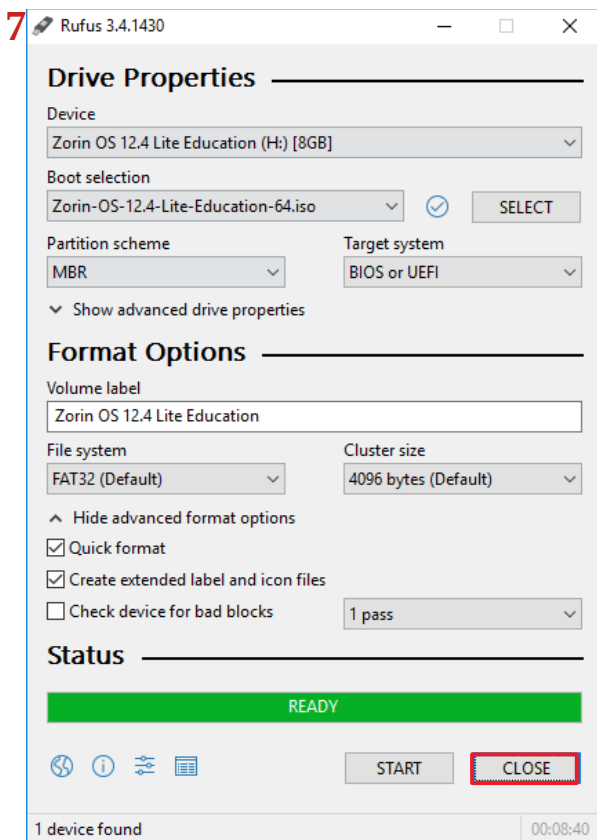 7
Rufus 3.4.1430
Drive Properties
Device
Zorin OS 12.4 Lite Education (H:) [8GB]
Boot selection
Zorin-OS-12.4-Lite-Education-64.iso
SELECT
Partition scheme
Target system
MBR
BIOS or UEFI
Show advanced drive properties
Format Options
Volume label
Zorin OS 12.4 Lite Education
File system
Cluster size
FAT32 (Default)
4096 bytes (Default)
Hide advanced format options
Quick format
Create extended label and icon files
Check device for bad blocks
1 pass
Status
READY
START
CLOSE
1 device found
00:08:40